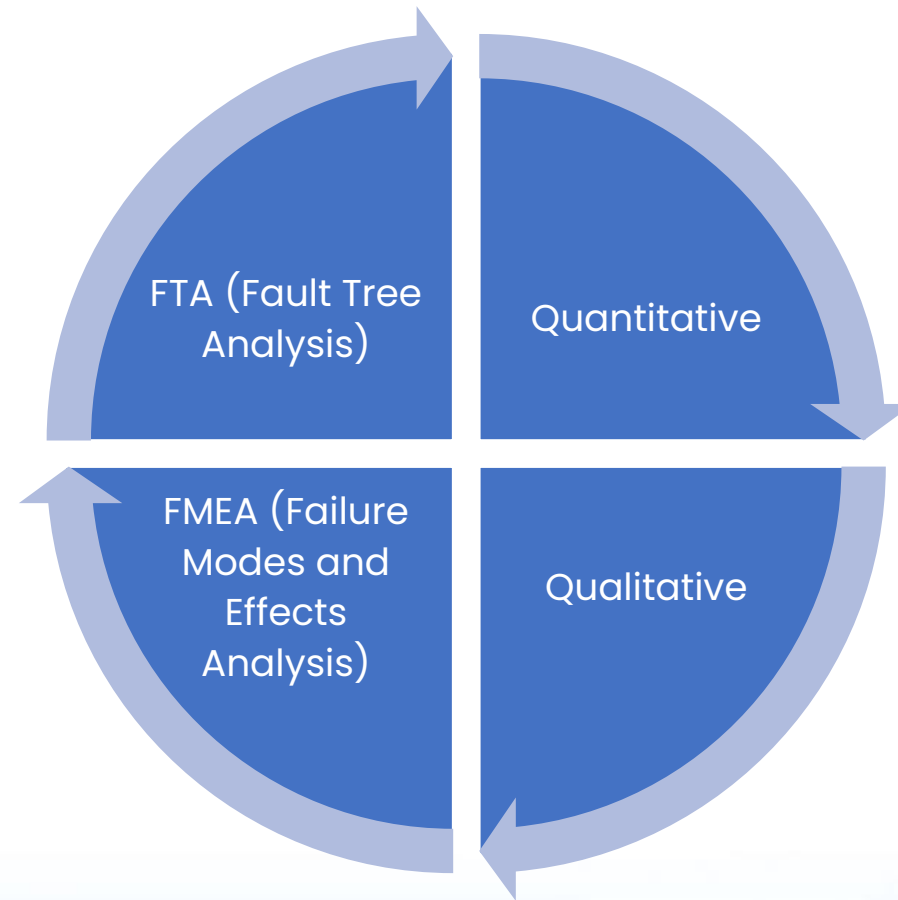 FTA (Fault Tree
Analysis)
Quantitative
FMEA (Failure
Modes and
Effects
Analysis)
Qualitative